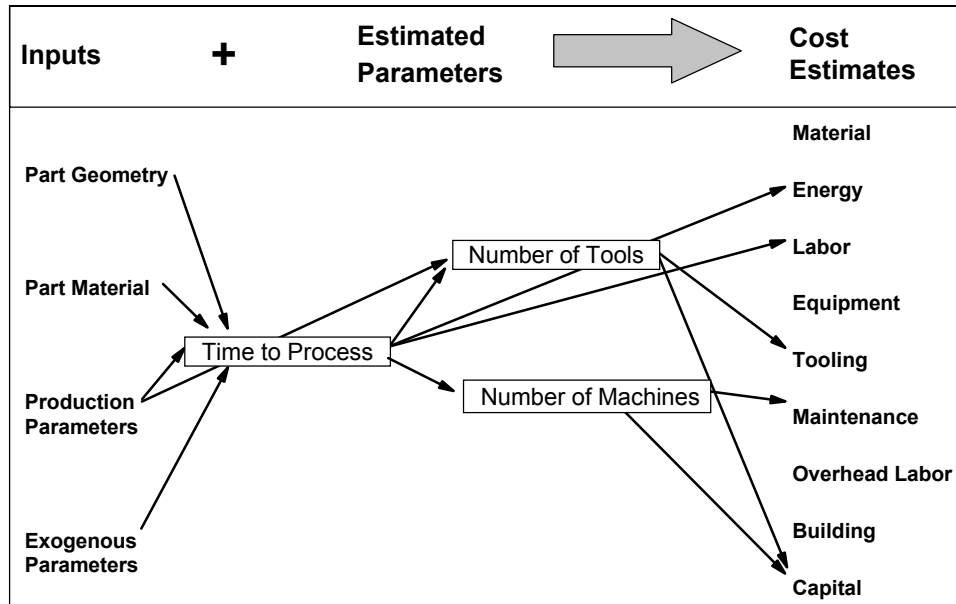 Inputs
+
Estimated
Parameters
Cost
Estimates
Material
Part Geometry
Energy
Number of Tools
Labor
Part Material
Equipment
Time to Process
Tooling
Production
Parameters
Number of Machines
Maintenance
Overhead Labor
Exogenous
Parameters
Building
Capital